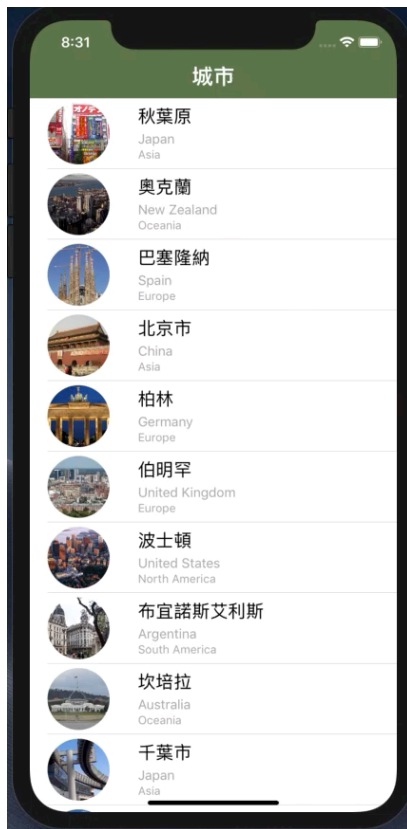 8:31
城市
秋葉原
Japan
Asia
奧克蘭
New Zealand
Oceania
巴塞隆納
Spain
Europe
北京市
China
Asia
柏林
Germany
Europe
伯明罕
United Kingdom
Europe
波士頓
United States
North America
布宜諾斯艾利斯
Argentina
South America
坎培拉
Australia
Oceania
千葉市
Japan
Asia